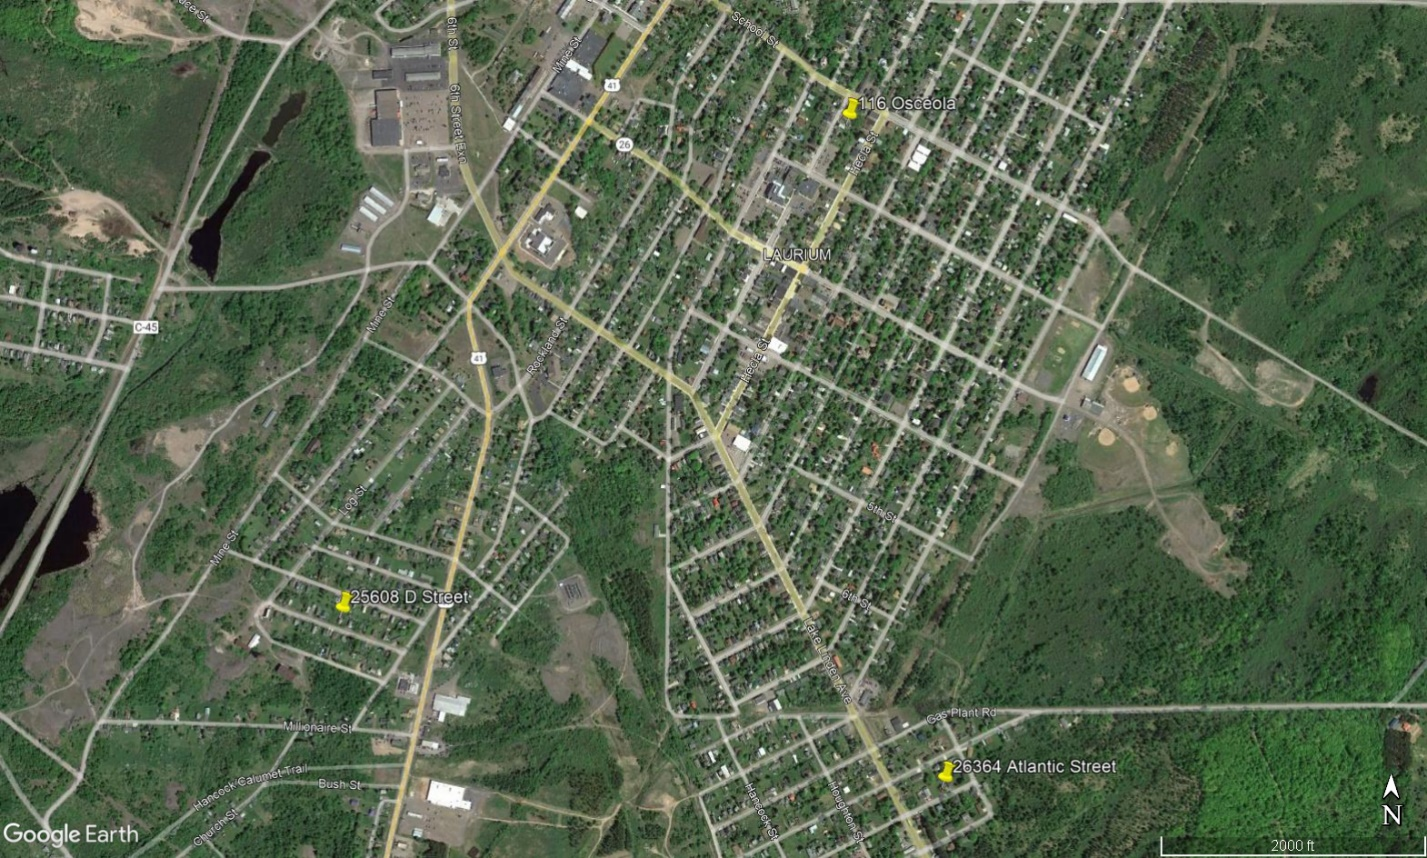 School St
6th St
Mine St
41
6th Street Exd
116 Osceola
26
Hecla St
LAURIUM
C-45
Mine St
Rockland St
41
Hecla St
Log St
5th St
Mine St
25608 D Street
6th St
Lake Linden Ave
Gas Plant Rd
Millionaire St
Hancock Calumet Trail
Bush St
26364 Atlantic Street
Hancock St
Houghton St
Church St
Google Earth
N
2000 ft